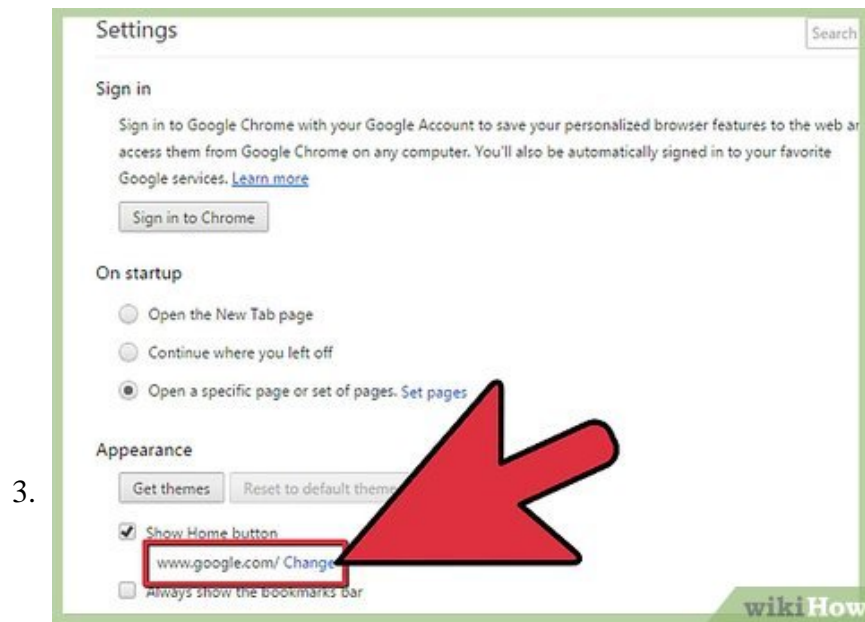 Settings
Search
Sign in
Sign in to Google Chrome with your Google Account to save your personalized browser features to the web
access them from Google Chrome on any computer. You'll also be automatically signed in to your favorite
Google services. Learn more
Sign in to Chrome
On startup
Open the New Tab page
Continue where you left off
Open a specific page or set of pages. Set pages
Appearance
Get themes
Reset to default theme
3.
Show Home button
www.google.com/ Change
Always show the bookmarks bar
wikiHow